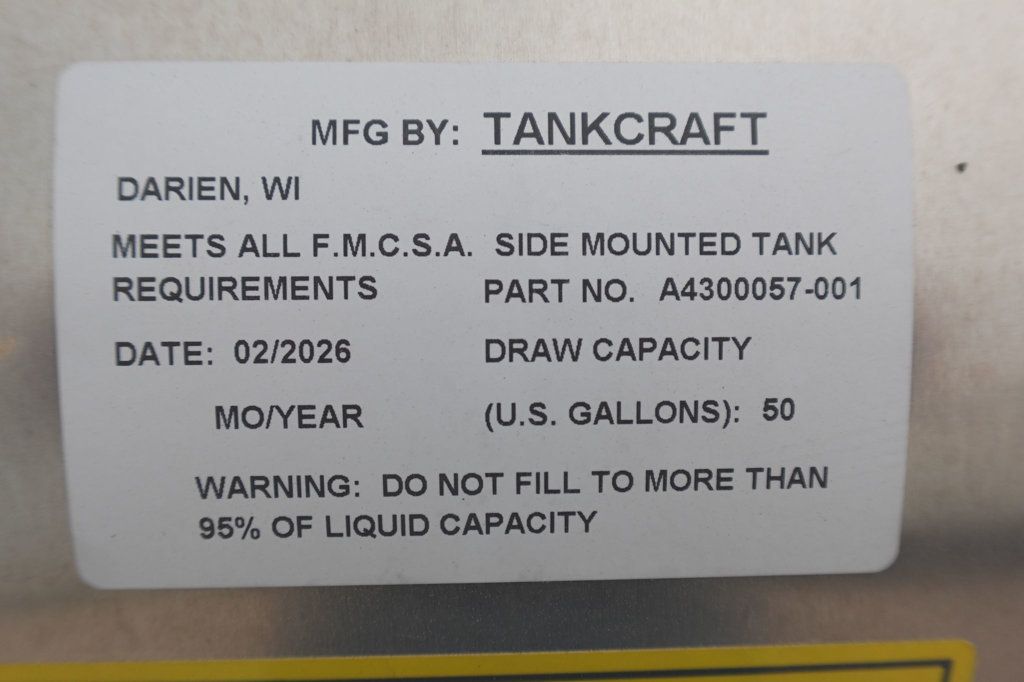 MFG BY: TANKCRAFT
DARIEN, WI
MEETS ALL F.M.C.S.A. SIDE MOUNTED TANK
REQUIREMENTS PART NO. A4300057-001
DATE: 02/2026 DRAW CAPACITY
MO/YEAR (U.S. GALLONS): 50
WARNING: DO NOT FILL TO MORE THAN
95% OF LIQUID CAPACITY